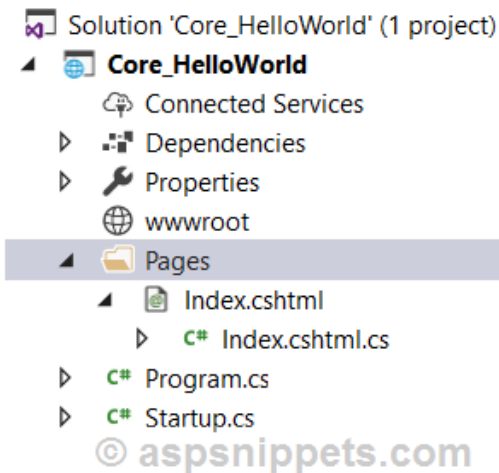 Solution 'Core_HelloWorld' (1 project)
Core_HelloWorld
Connected Services
Dependencies
Properties
wwwroot
Pages
Index.cshtml
C# Index.cshtml.cs
C# Program.cs
C# Startup.cs
© aspsnippets.com